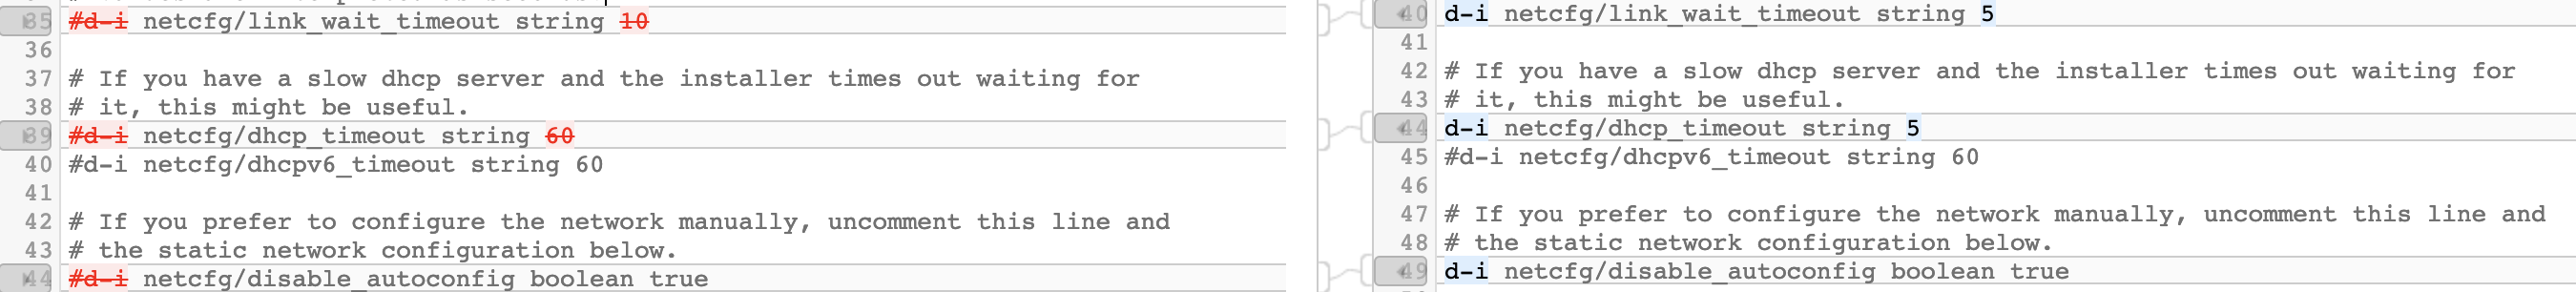 35 #d-i netcfg/link_wait_timeout string 10
36
37 # If you have a slow dhcp server and the installer times out waiting for
38 # it, this might be useful.
39 #d-i netcfg/dhcp_timeout string 60
40 #d-i netcfg/dhcpv6_timeout string 60
41
42 # If you prefer to configure the network manually, uncomment this line and
43 # the static network configuration below.
44 #d-i netcfg/disable_autoconfig boolean true
40 d-i netcfg/link_wait_timeout string 5
41
42 # If you have a slow dhcp server and the installer times out waiting for
43 # it, this might be useful.
44 d-i netcfg/dhcp_timeout string 5
45 #d-i netcfg/dhcpv6_timeout string 60
46
47 # If you prefer to configure the network manually, uncomment this line and
48 # the static network configuration below.
49 d-i netcfg/disable_autoconfig boolean true